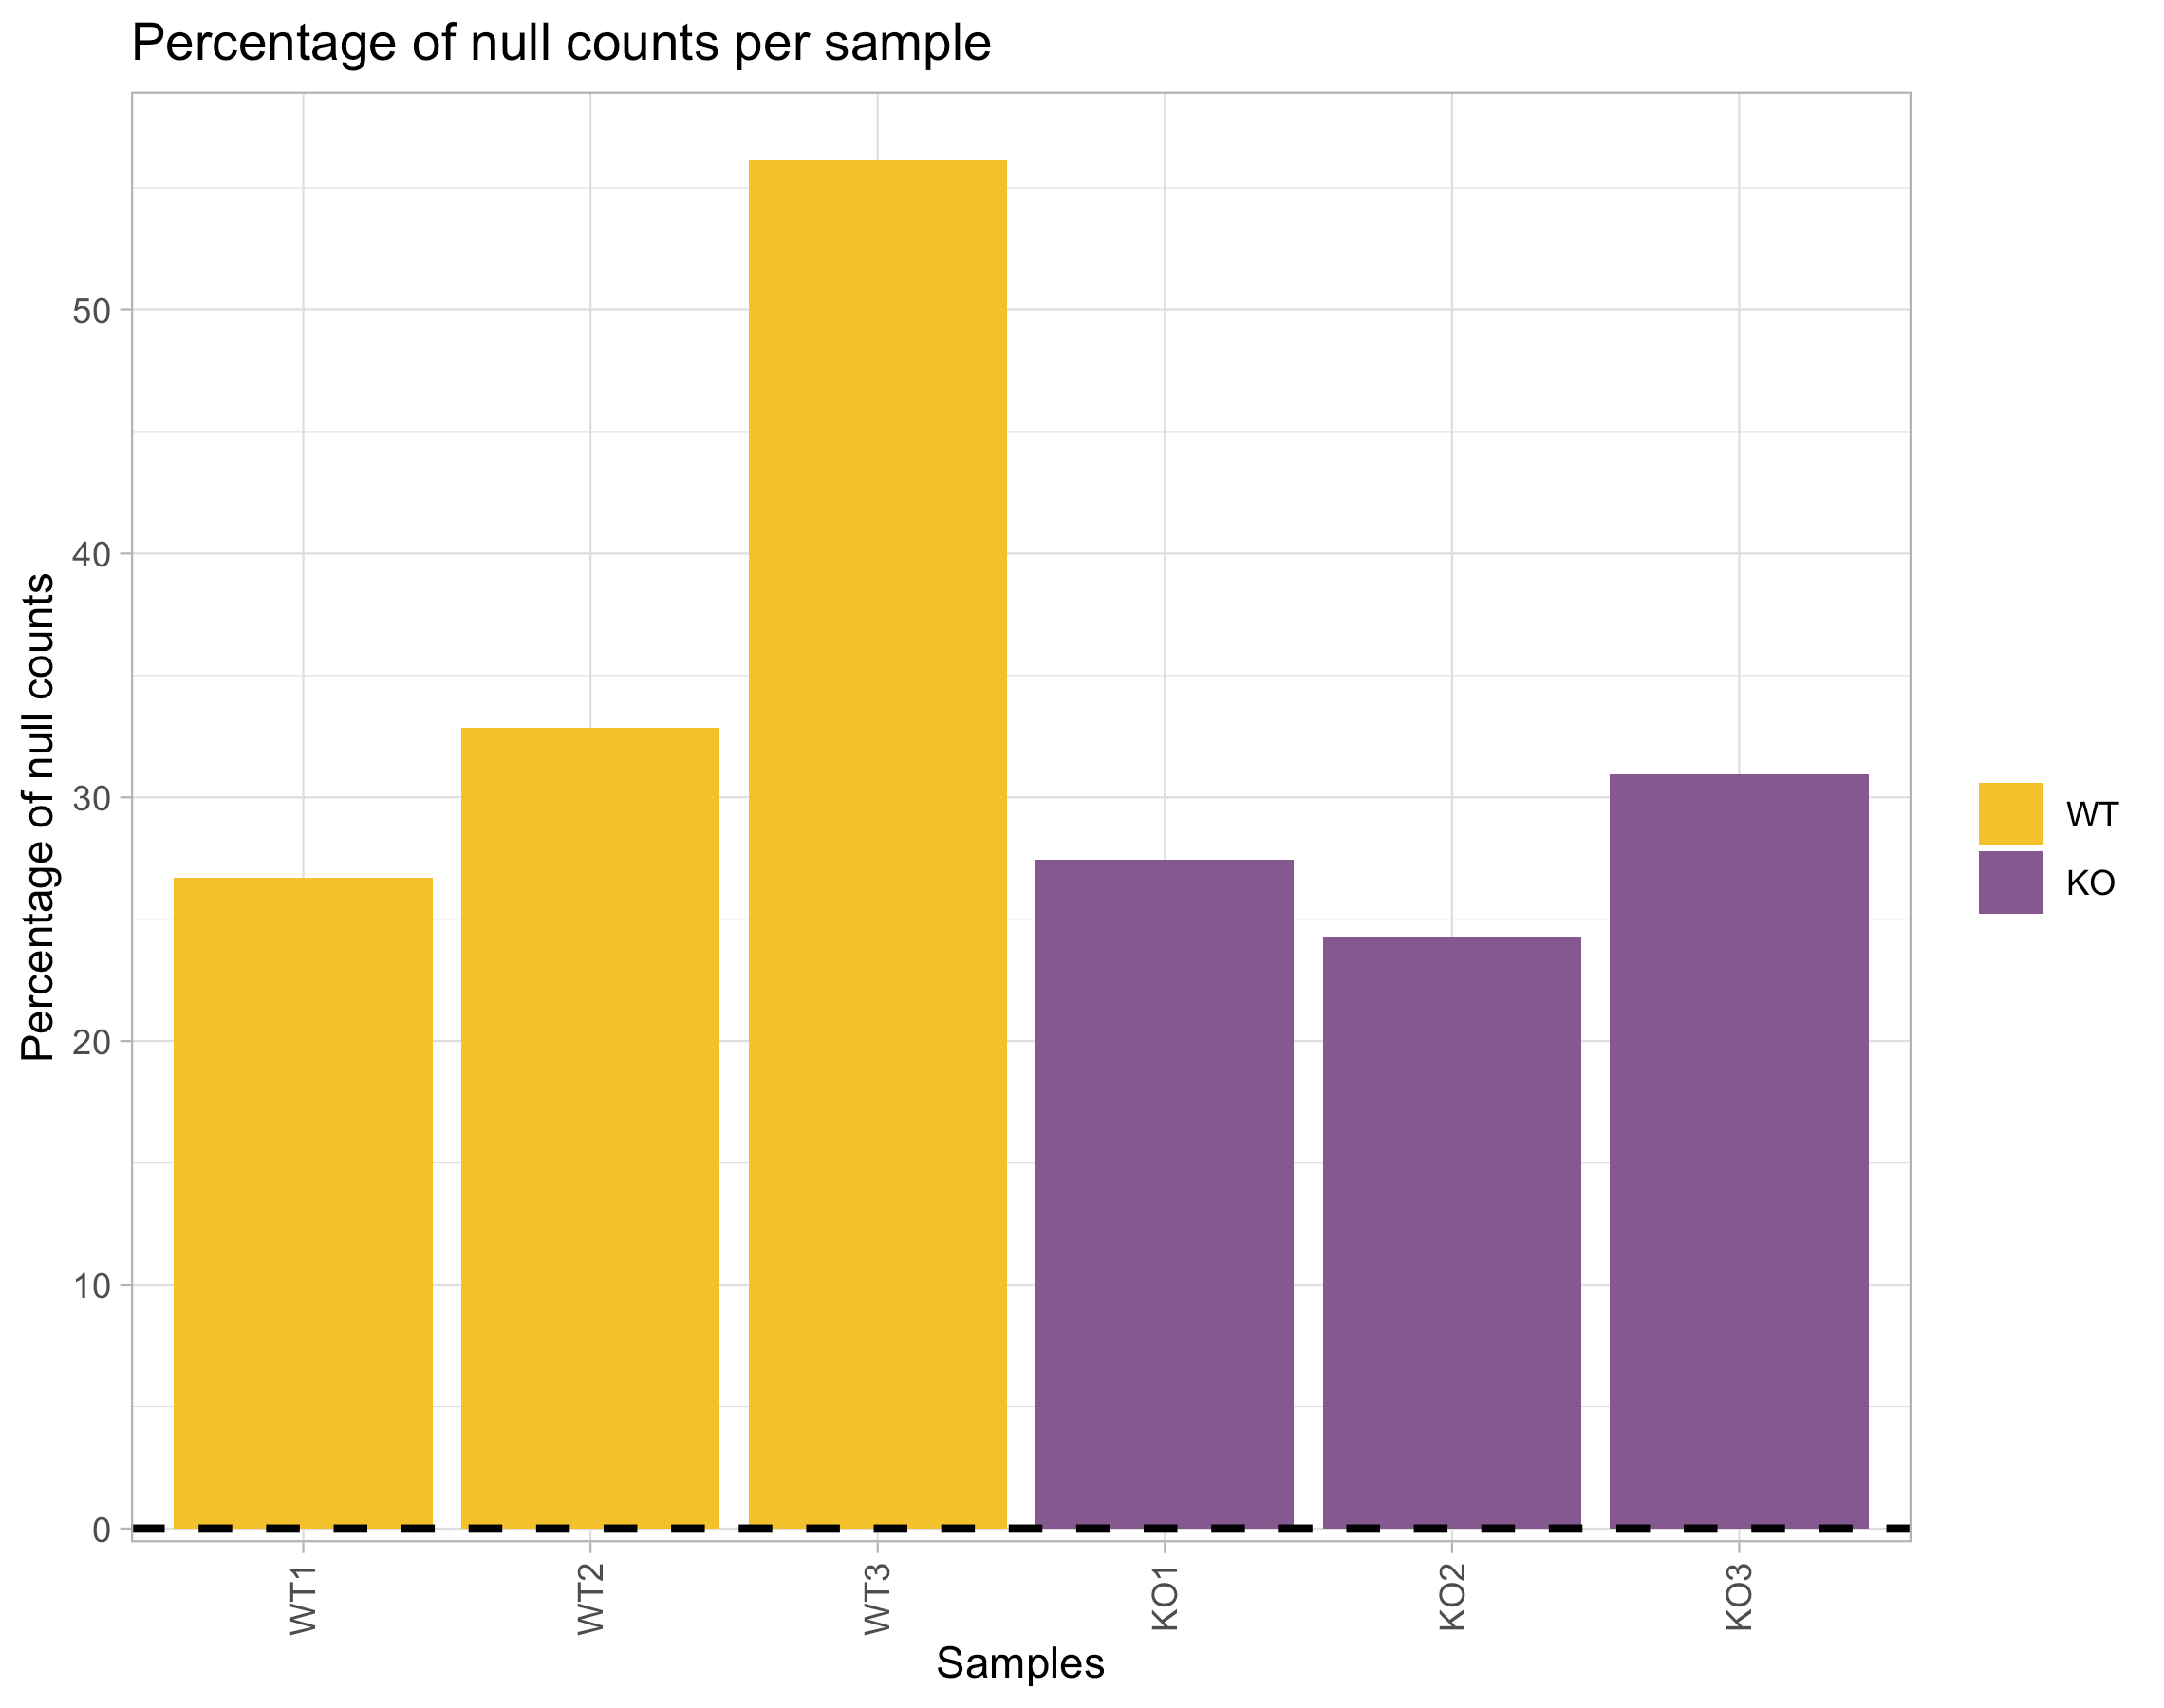 Percentage of null counts per sample
Percentage of null counts
50
40
30
20
10
0
WT1
WT2
WT3
KO1
KO2
KO3
Samples
WT
KO